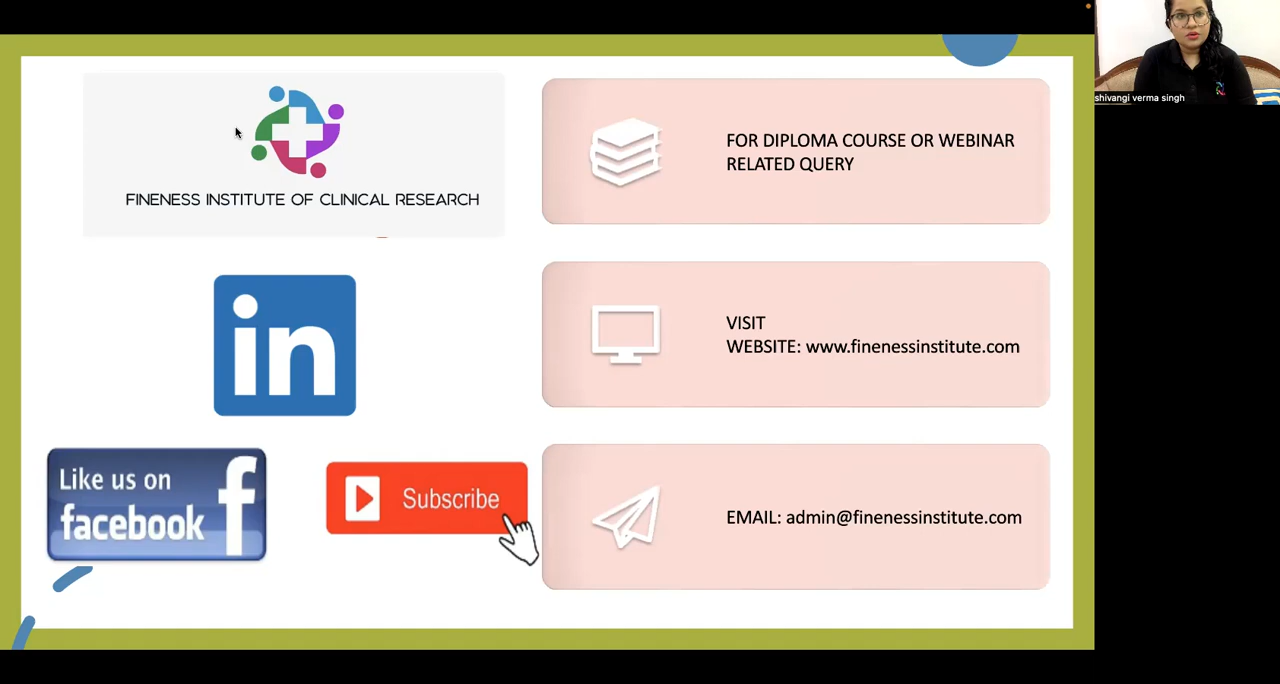 FINENESS INSTITUTE OF CLINICAL RESEARCH
in
Like us on
facebook f
Subscribe
FOR DIPLOMA COURSE OR WEBINAR
RELATED QUERY
VISIT
WEBSITE: www.finenessinstitute.com
EMAIL: admin@finenessinstitute.com
shivangi verma singh